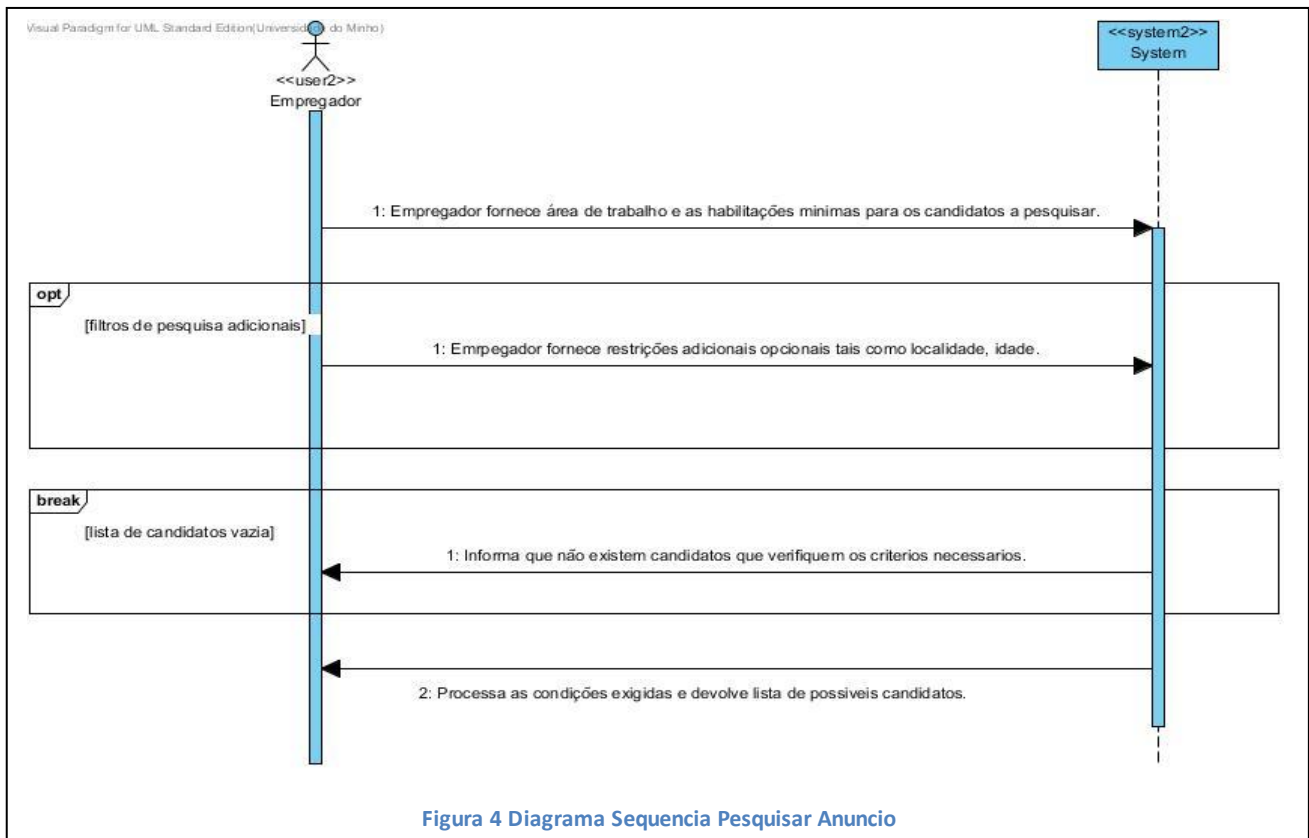 Visual Paradigm for UML Standard Edition(Universidade do Minho)
<<user2>>
Empregador
<<system2>>
System
1: Empregador fornece área de trabalho e as habilitações minimas para os candidatos a pesquisar.
opt
[filtros de pesquisa adicionais]
1: Emrpegador fornece restrições adicionais opcionais tais como localidade, idade.
break
[lista de candidatos vazia]
1: Informa que não existem candidatos que verifiquem os criterios necessarios.
2: Processa as condições exigidas e devolve lista de possiveis candidatos.
Figura 4 Diagrama Sequencia Pesquisar Anuncio